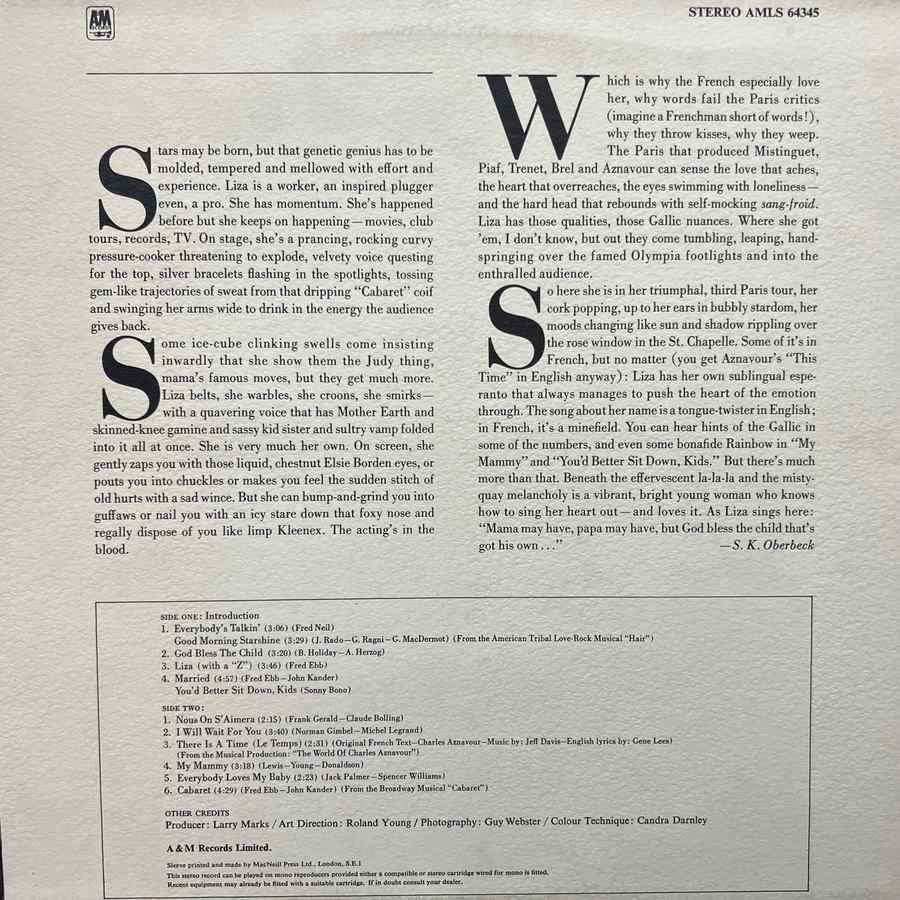 A&M
RECORDS
STEREO AMLS 64345
Stars may be born, but that genetic genius has to be
molded, tempered and mellowed with effort and
experience. Liza is a worker, an inspired plugger
even, a pro. She has momentum. She's happened
before but she keeps on happening—movies, club
tours, records, TV. On stage, she's a prancing, rocking curvy
pressure-cooker threatening to explode, velvety voice questing
for the top, silver bracelets flashing in the spotlights, tossing
gem-like trajectories of sweat from that dripping "Cabaret" coif
and swinging her arms wide to drink in the energy the audience
gives back.
Some ice-cube clinking swells come insisting
inwardly that she show them the Judy thing,
mama's famous moves, but they get much more.
Liza belts, she warbles, she croons, she smirks—
with a quavering voice that has Mother Earth and
skinned-knee gamine and sassy kid sister and sultry vamp folded
into it all at once. She is very much her own. On screen, she
gently zaps you with those liquid, chestnut Elsie Borden eyes, or
pouts you into chuckles or makes you feel the sudden stitch of
old hurts with a sad wince. But she can bump-and-grind you into
guffaws or nail you with an icy stare down that foxy nose and
regally dispose of you like limp Kleenex. The acting's in the
blood.
Which is why the French especially love
her, why words fail the Paris critics
(imagine a Frenchman short of words!),
why they throw kisses, why they weep.
The Paris that produced Mistinguet,
Piaf, Trenet, Brel and Aznavour can sense the love that aches,
the heart that overreaches, the eyes swimming with loneliness—
and the hard head that rebounds with self-mocking sang-froid.
Liza has those qualities, those Gallic nuances. Where she got
'em, I don't know, but out they come tumbling, leaping, hand-
springing over the famed Olympia footlights and into the
enthralled audience.
So here she is in her triumphal, third Paris tour, her
cork popping, up to her ears in bubbly stardom, her
moods changing like sun and shadow rippling over
the rose window in the St. Chapelle. Some of it's in
French, but no matter (you get Aznavour's "This
Time" in English anyway): Liza has her own sublingual espe-
ranto that always manages to push the heart of the emotion
through. The song about her name is a tongue-twister in English;
in French, it's a minefield. You can hear hints of the Gallic in
some of the numbers, and even some bonafide Rainbow in "My
Mammy" and "You'd Better Sit Down, Kids." But there's much
more than that. Beneath the effervescent la-la-la and the misty-
quay melancholy is a vibrant, bright young woman who knows
how to sing her heart out—and loves it. As Liza sings here:
"Mama may have, papa may have, but God bless the child that's
got his own..." —S. K. Oberbeck
SIDE ONE: Introduction
1. Everybody's Talkin' (3:06) (Fred Neil)
Good Morning Starshine (3:29) (J. Rado—G. Ragni—G. MacDermot) (From the American Tribal Love-Rock Musical "Hair")
2. God Bless The Child (3:20) (B. Holiday—A. Herzog)
3. Liza (with a "Z") (3:46) (Fred Ebb)
4. Married (4:57) (Fred Ebb—John Kander)
You'd Better Sit Down, Kids (Sonny Bono)
SIDE TWO:
1. Nous On S'Aimera (2:15) (Frank Gerald—Claude Bolling)
2. I Will Wait For You (3:40) (Norman Gimbel—Michel Legrand)
3. There Is A Time (Le Temps) (2:31) (Original French Text—Charles Aznavour—Music by: Jeff Davis—English lyrics by: Gene Lees)
(From the Musical Production: "The World Of Charles Aznavour")
4. My Mammy (3:18) (Lewis—Young—Donaldson)
5. Everybody Loves My Baby (2:23) (Jack Palmer—Spencer Williams)
6. Cabaret (4:29) (Fred Ebb—John Kander) (From the Broadway Musical "Cabaret")
OTHER CREDITS
Producer: Larry Marks / Art Direction: Roland Young / Photography: Guy Webster / Colour Technique: Candra Darnley
A & M Records Limited.
Sleeve printed and made by MacNeill Press Ltd., London, S.E.1
This stereo record can be played on mono reproducers provided either a compatible or stereo cartridge wired for mono is fitted.
Recent equipment may already be fitted with a suitable cartridge. If in doubt consult your dealer.